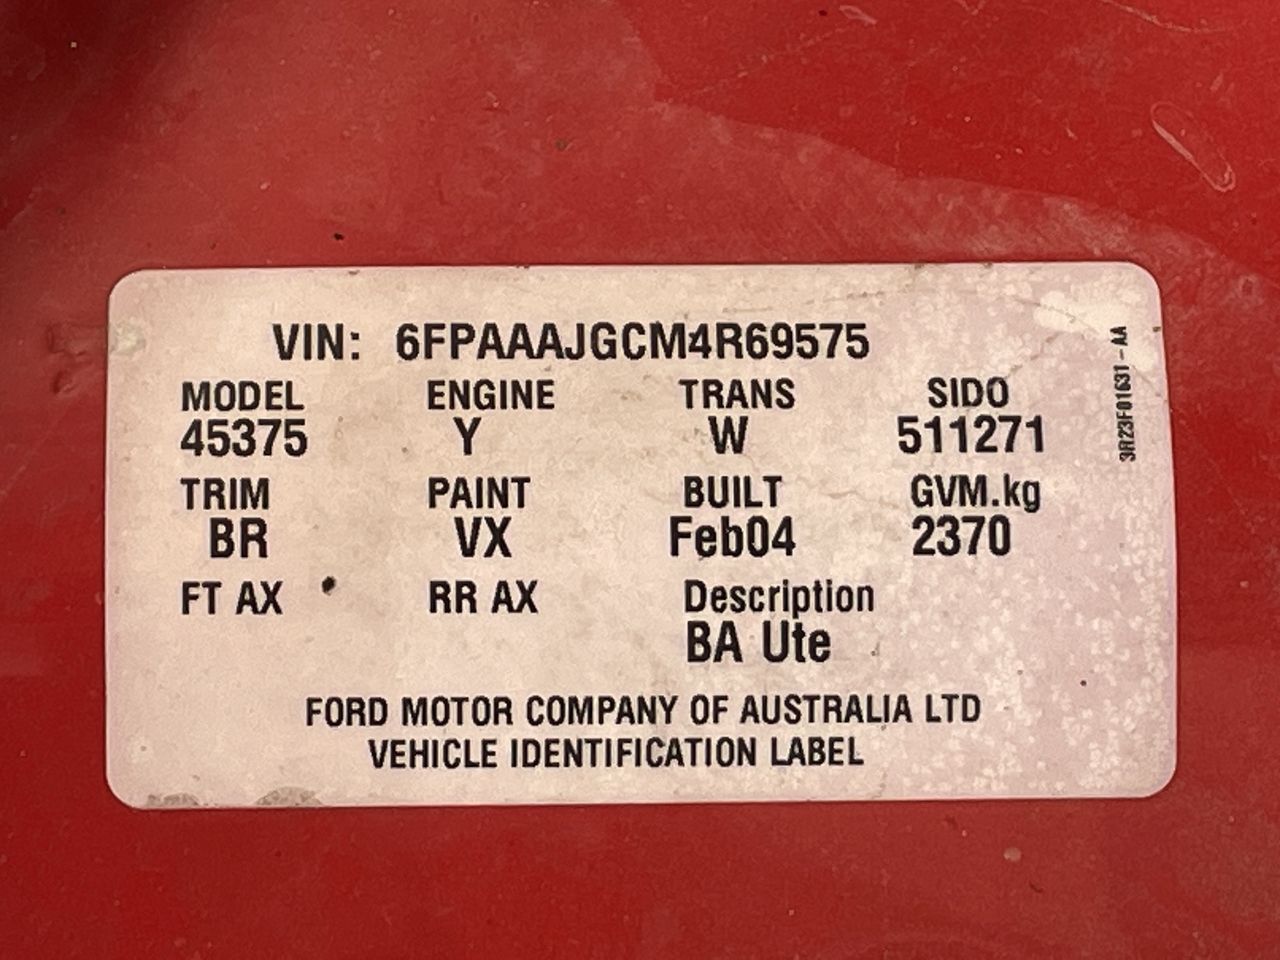 VIN: 6FPAAAJGCM4R69575
MODEL ENGINE TRANS SIDO
45375 Y W 511271
TRIM PAINT BUILT GVM.kg
BR VX Feb04 2370
FT AX RR AX Description
BA Ute
FORD MOTOR COMPANY OF AUSTRALIA LTD
VEHICLE IDENTIFICATION LABEL
3R23F01631-AA